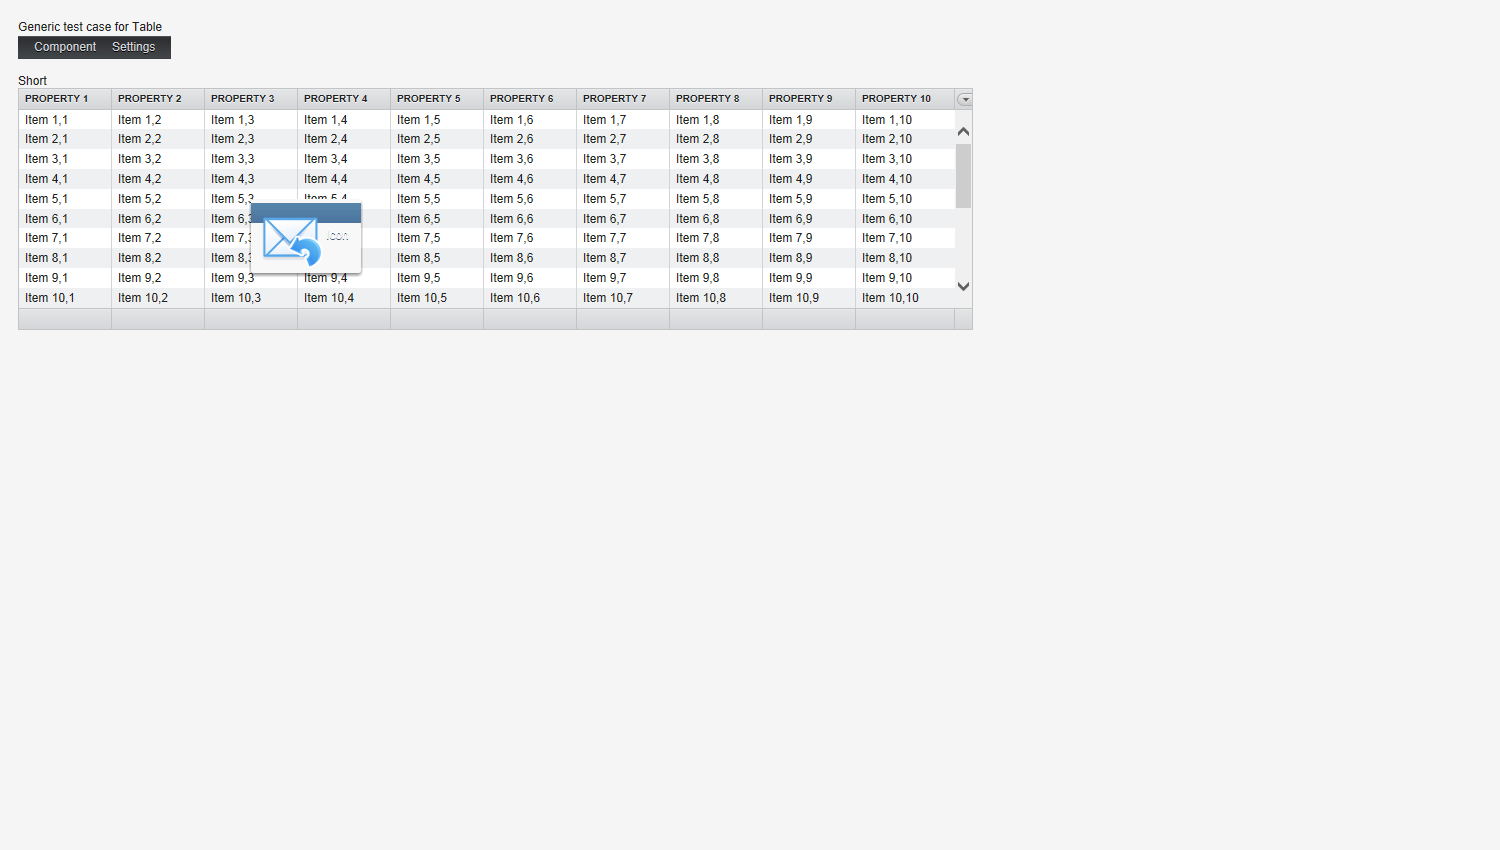 Generic test case for Table
Component Settings
Short
PROPERTY 1 PROPERTY 2 PROPERTY 3 PROPERTY 4 PROPERTY 5 PROPERTY 6 PROPERTY 7 PROPERTY 8 PROPERTY 9 PROPERTY 10
Item 1,1 Item 1,2 Item 1,3 Item 1,4 Item 1,5 Item 1,6 Item 1,7 Item 1,8 Item 1,9 Item 1,10
Item 2,1 Item 2,2 Item 2,3 Item 2,4 Item 2,5 Item 2,6 Item 2,7 Item 2,8 Item 2,9 Item 2,10
Item 3,1 Item 3,2 Item 3,3 Item 3,4 Item 3,5 Item 3,6 Item 3,7 Item 3,8 Item 3,9 Item 3,10
Item 4,1 Item 4,2 Item 4,3 Item 4,4 Item 4,5 Item 4,6 Item 4,7 Item 4,8 Item 4,9 Item 4,10
Item 5,1 Item 5,2 Item 5,3 Item 5,4 Item 5,5 Item 5,6 Item 5,7 Item 5,8 Item 5,9 Item 5,10
Item 6,1 Item 6,2 Item 6,3 Item 6,5 Item 6,6 Item 6,7 Item 6,8 Item 6,9 Item 6,10
Item 7,1 Item 7,2 Item 7,3 Icon Item 7,5 Item 7,6 Item 7,7 Item 7,8 Item 7,9 Item 7,10
Item 8,1 Item 8,2 Item 8,3 Item 8,5 Item 8,6 Item 8,7 Item 8,8 Item 8,9 Item 8,10
Item 9,1 Item 9,2 Item 9,3 Item 9,4 Item 9,5 Item 9,6 Item 9,7 Item 9,8 Item 9,9 Item 9,10
Item 10,1 Item 10,2 Item 10,3 Item 10,4 Item 10,5 Item 10,6 Item 10,7 Item 10,8 Item 10,9 Item 10,10